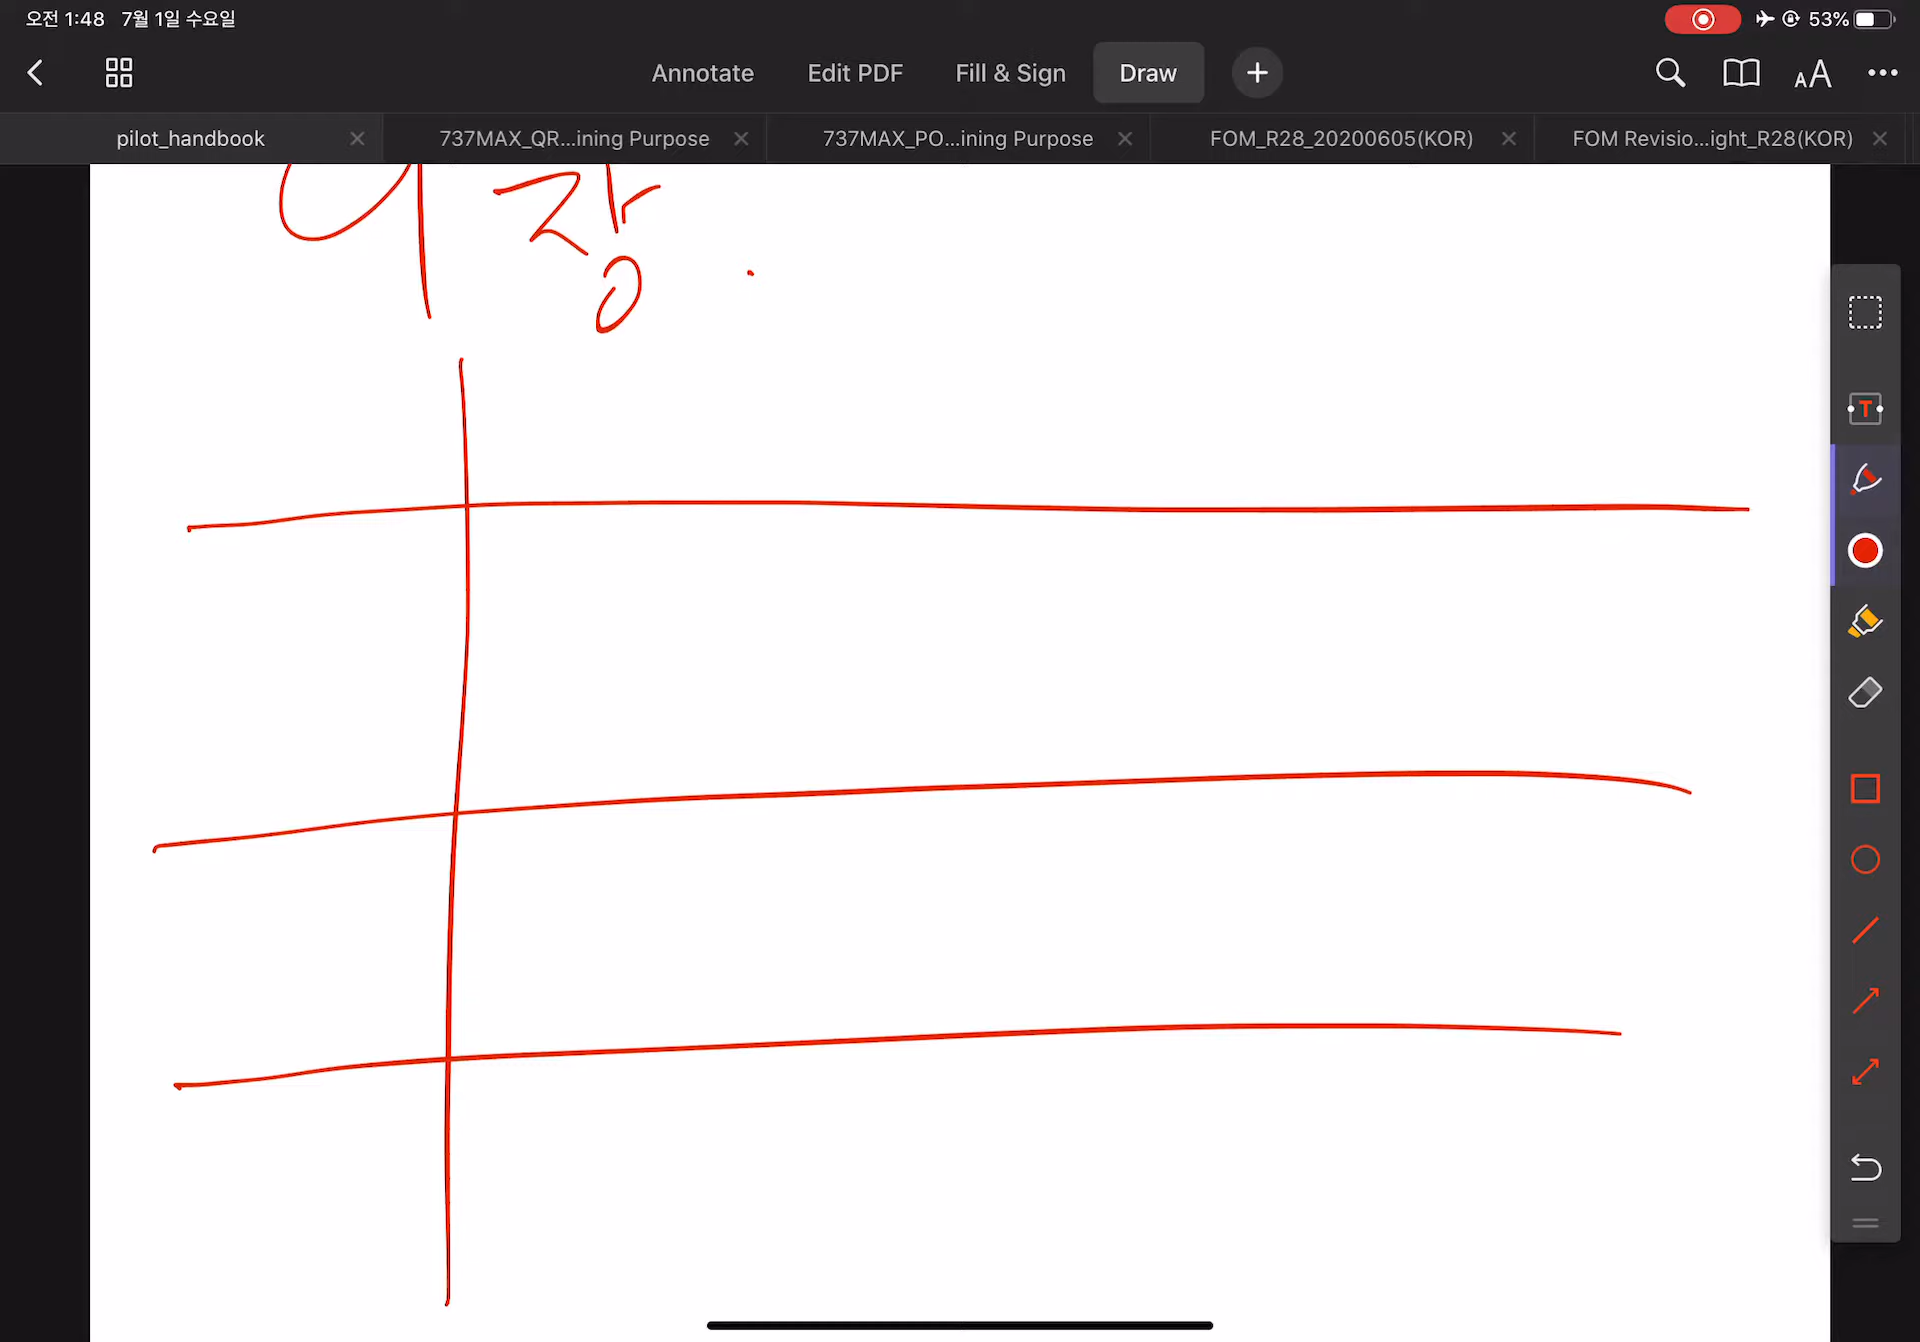 오전 1:48 7월 1일 수요일 53%
Annotate Edit PDF Fill & Sign Draw
AA
pilot_handbook 737MAX_QR...ining Purpose 737MAX_PO...ining Purpose FOM_R28_20200605(KOR) FOM Revisio...ight_R28(KOR)
장
T